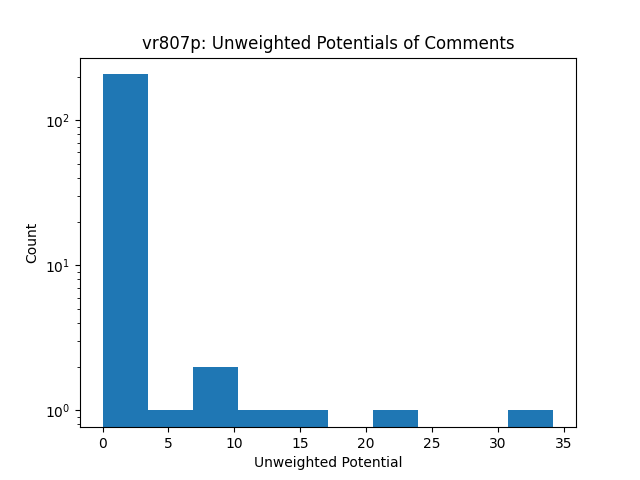 vr807p: Unweighted Potentials of Comments
Count
10²
10¹
10⁰
0 5 10 15 20 25 30 35
Unweighted Potential